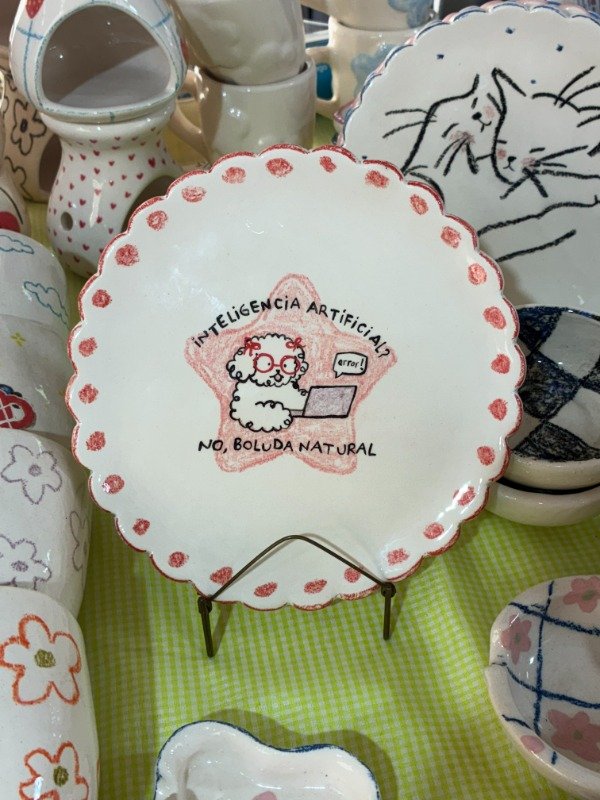 iNTELiGENCiA ARTiFiCiAL?
error!
NO, BOLUDA NATURAL